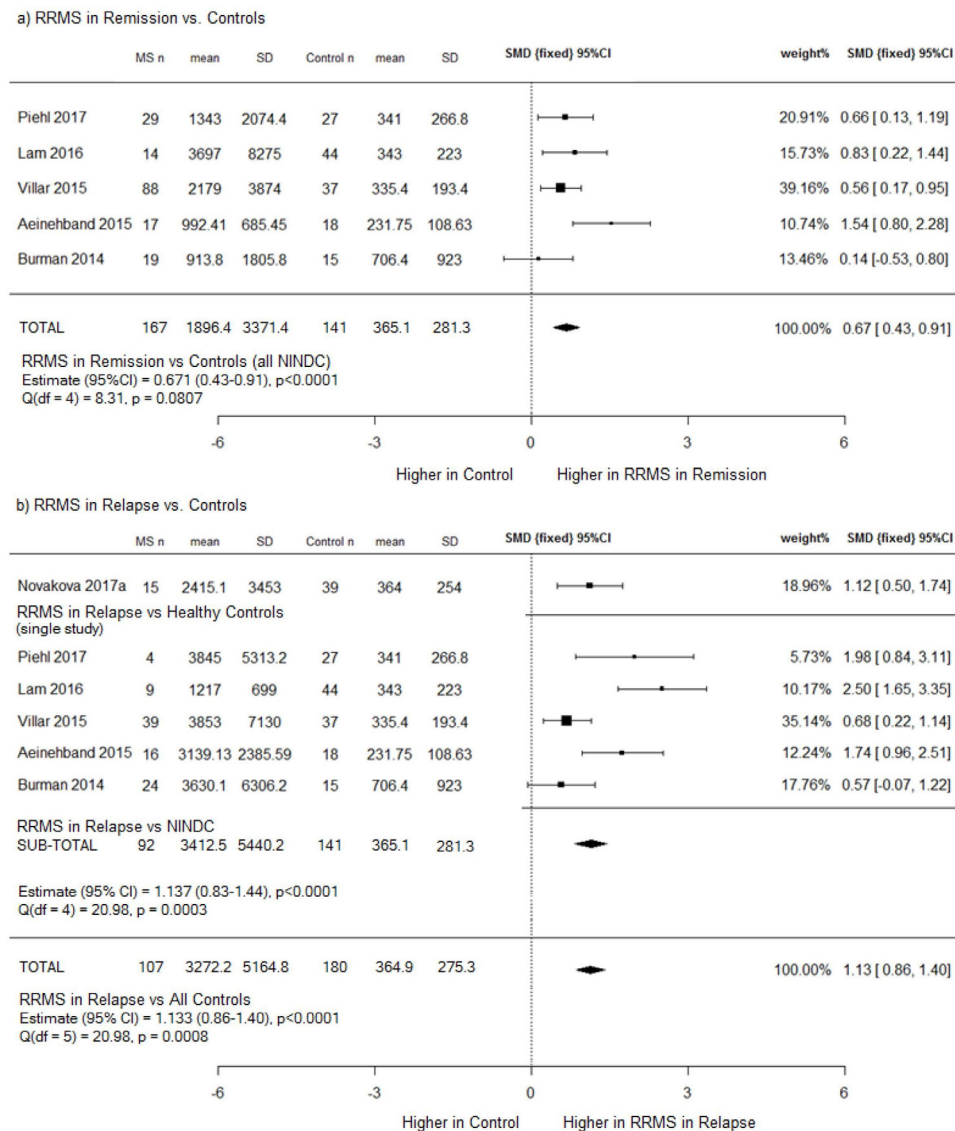 a) RRMS in Remission vs. Controls
MS n mean SD Control n mean SD SMD {fixed} 95%CI weight% SMD {fixed} 95%CI
Piehl 2017 29 1343 2074.4 27 341 266.8 20.91% 0.66 [ 0.13, 1.19]
Lam 2016 14 3697 8275 44 343 223 15.73% 0.83 [ 0.22, 1.44]
Villar 2015 88 2179 3874 37 335.4 193.4 39.16% 0.56 [ 0.17, 0.95]
Aeinehband 2015 17 992.41 685.45 18 231.75 108.63 10.74% 1.54 [ 0.80, 2.28]
Burman 2014 19 913.8 1805.8 15 706.4 923 13.46% 0.14 [-0.53, 0.80]
TOTAL 167 1896.4 3371.4 141 365.1 281.3 100.00% 0.67 [ 0.43, 0.91]
RRMS in Remission vs Controls (all NINDC)
Estimate (95%CI) = 0.671 (0.43-0.91), p<0.0001
Q(df = 4) = 8.31, p = 0.0807
-6 -3 0 3 6
Higher in Control Higher in RRMS in Remission
b) RRMS in Relapse vs. Controls
MS n mean SD Control n mean SD SMD {fixed} 95%CI weight% SMD {fixed} 95%CI
Novakova 2017a 15 2415.1 3453 39 364 254 18.96% 1.12 [ 0.50, 1.74]
RRMS in Relapse vs Healthy Controls
(single study)
Piehl 2017 4 3845 5313.2 27 341 266.8 5.73% 1.98 [ 0.84, 3.11]
Lam 2016 9 1217 699 44 343 223 10.17% 2.50 [ 1.65, 3.35]
Villar 2015 39 3853 7130 37 335.4 193.4 35.14% 0.68 [ 0.22, 1.14]
Aeinehband 2015 16 3139.13 2385.59 18 231.75 108.63 12.24% 1.74 [ 0.96, 2.51]
Burman 2014 24 3630.1 6306.2 15 706.4 923 17.76% 0.57 [-0.07, 1.22]
RRMS in Relapse vs NINDC
SUB-TOTAL 92 3412.5 5440.2 141 365.1 281.3
Estimate (95% CI) = 1.137 (0.83-1.44), p<0.0001
Q(df = 4) = 20.98, p = 0.0003
TOTAL 107 3272.2 5164.8 180 364.9 275.3 100.00% 1.13 [ 0.86, 1.40]
RRMS in Relapse vs All Controls
Estimate (95% CI) = 1.133 (0.86-1.40), p<0.0001
Q(df = 5) = 20.98, p = 0.0008
-6 -3 0 3 6
Higher in Control Higher in RRMS in Relapse